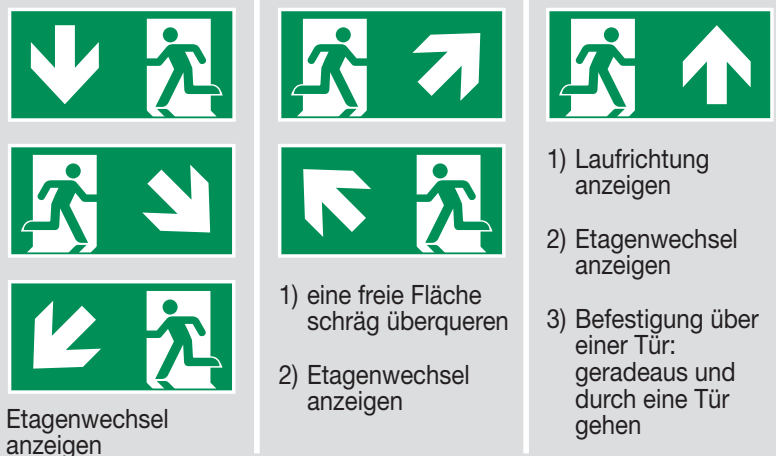 Etagenwechsel
anzeigen
1) eine freie Fläche
schräg überqueren
2) Etagenwechsel
anzeigen
1) Laufrichtung
anzeigen
2) Etagenwechsel
anzeigen
3) Befestigung über
einer Tür:
geradeaus und
durch eine Tür
gehen